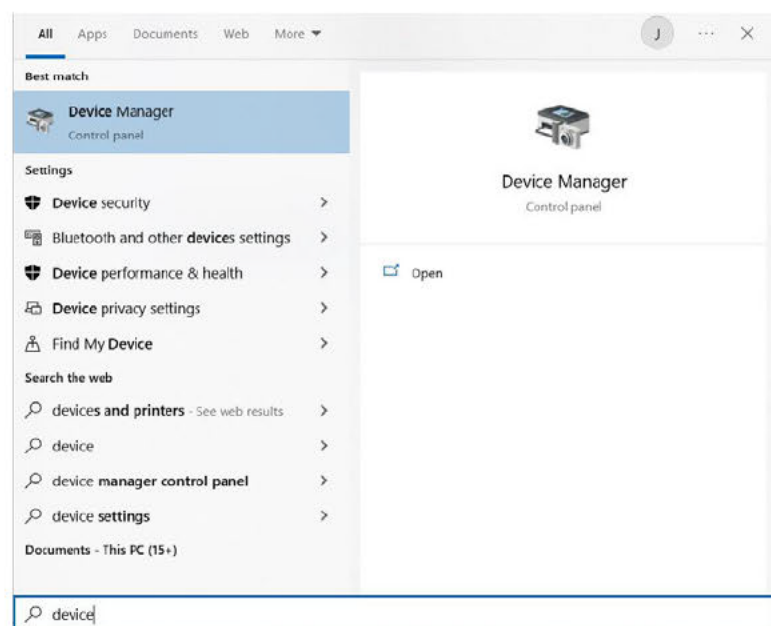 All Apps Documents Web More
J
Best match
Device Manager
Control panel
Settings
Device security
Bluetooth and other devices settings
Device performance & health
Device privacy settings
Find My Device
Search the web
devices and printers - See web results
device
device manager control panel
device settings
Documents - This PC (15+)
device
Device Manager
Control panel
Open